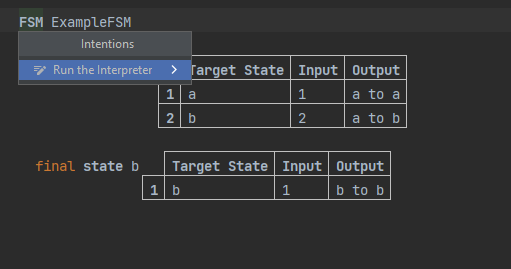 FSM ExampleFSM
Intentions
Run the Interpreter
Target State Input Output
1 a 1 a to a
2 b 2 a to b
final state b
Target State Input Output
1 b 1 b to b